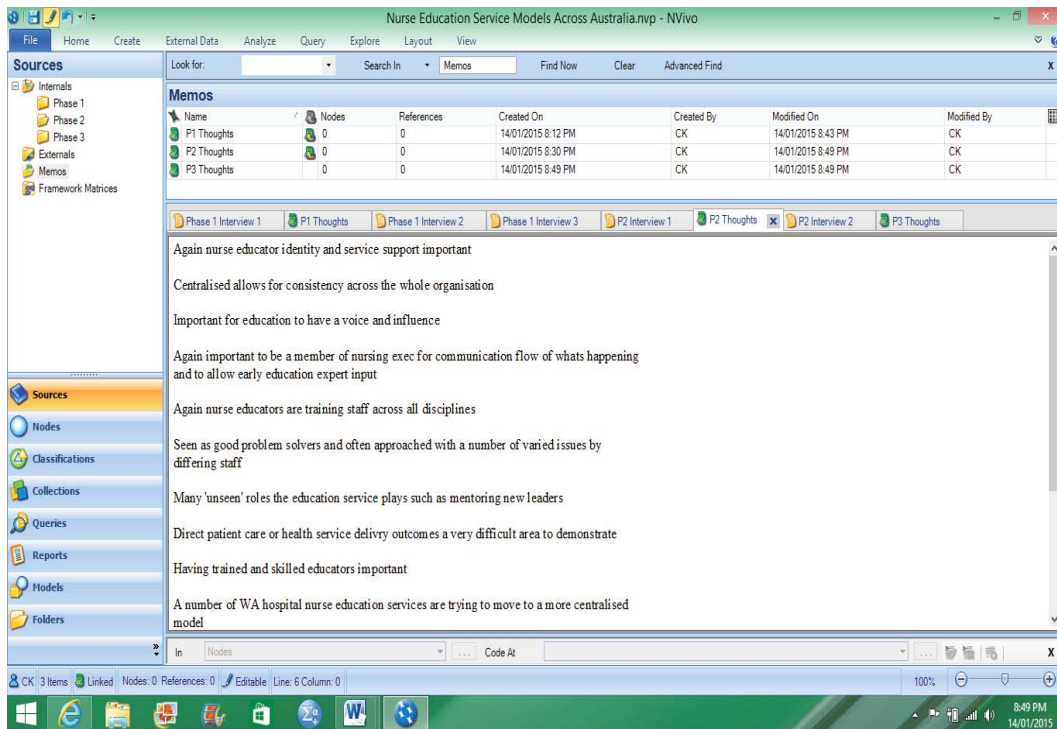 Nurse Education Service Models Across Australia.nvp - NVivo
File Home Create External Data Analyze Query Explore Layout View
Sources
Look for: Search In Memos Find Now Clear Advanced Find X
Internals
Phase 1
Phase 2
Phase 3
Externals
Memos
Framework Matrices
Memos
Name / Nodes References Created On Created By Modified On Modified By
P1 Thoughts 0 0 14/01/2015 8:12 PM CK 14/01/2015 8:43 PM CK
P2 Thoughts 0 0 14/01/2015 8:30 PM CK 14/01/2015 8:49 PM CK
P3 Thoughts 0 0 14/01/2015 8:49 PM CK 14/01/2015 8:49 PM CK
Phase 1 Interview 1 P1 Thoughts Phase 1 Interview 2 Phase 1 Interview 3 P2 Interview 1 P2 Thoughts X P2 Interview 2 P3 Thoughts
Again nurse educator identity and service support important
Centralised allows for consistency across the whole organisation
Important for education to have a voice and influence
Again important to be a member of nursing exec for communication flow of whats happening
and to allow early education expert input
Again nurse educators are training staff across all disciplines
Seen as good problem solvers and often approached with a number of varied issues by
differing staff
Many 'unseen' roles the education service plays such as mentoring new leaders
Direct patient care or health service delivry outcomes a very difficult area to demonstrate
Having trained and skilled educators important
A number of WA hospital nurse education services are trying to move to a more centralised
model
Sources
Nodes
Classifications
Collections
Queries
Reports
Models
Folders
»
In Nodes ... Code At ... X
CK 3 Items Linked Nodes: 0 References: 0 Editable Line: 6 Column: 0 100%
8:49 PM
14/01/2015